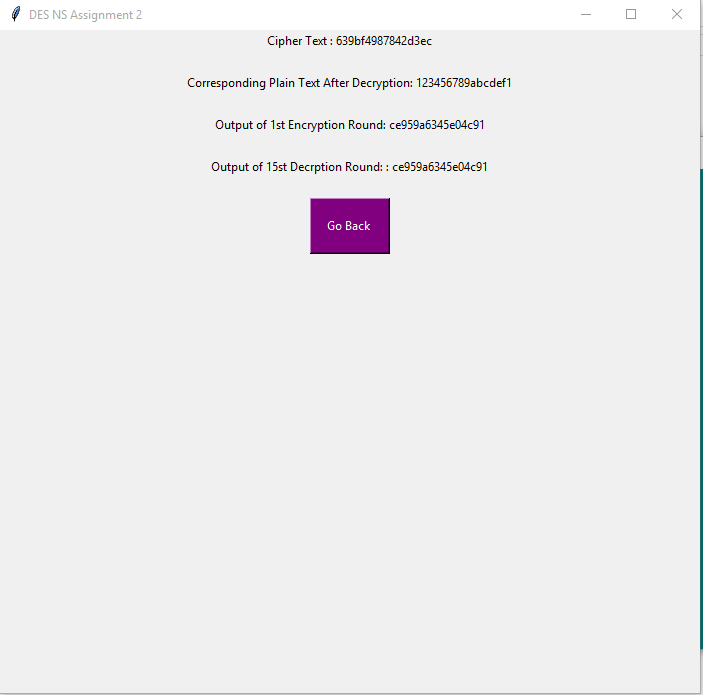 DES NS Assignment 2
Cipher Text : 639bf4987842d3ec
Corresponding Plain Text After Decryption: 123456789abcdef1
Output of 1st Encryption Round: ce959a6345e04c91
Output of 15st Decrption Round: : ce959a6345e04c91
Go Back